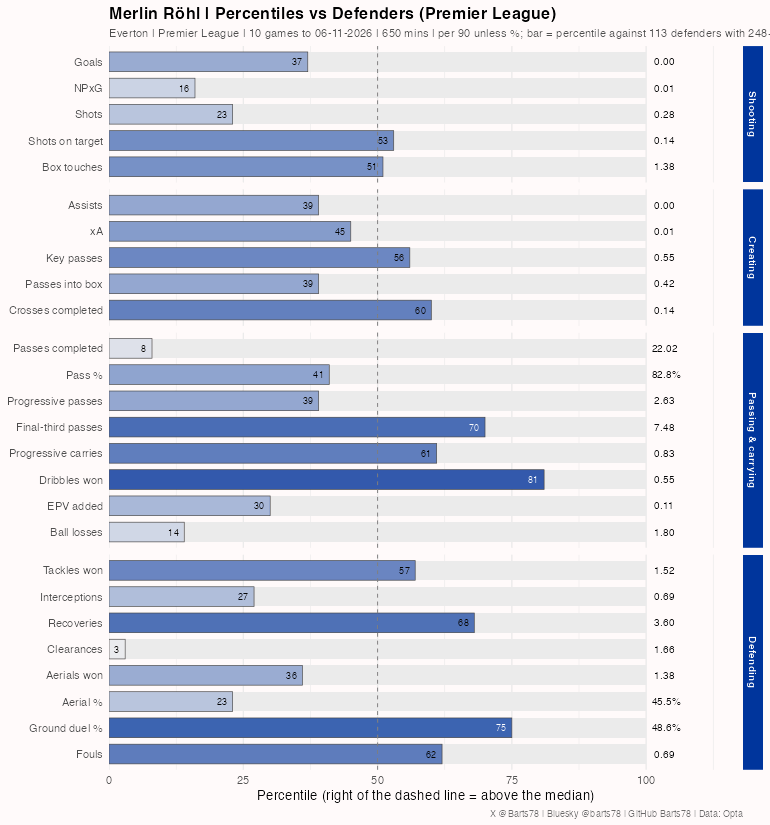 Merlin Röhl | Percentiles vs Defenders (Premier League)
Everton | Premier League | 10 games to 06-11-2026 | 650 mins | per 90 unless %; bar = percentile against 113 defenders with 248-
Goals 37 0.00
NPxG 16 0.01
Shots 23 0.28
Shots on target 53 0.14
Box touches 51 1.38
Shooting
Assists 39 0.00
xA 45 0.01
Key passes 56 0.55
Passes into box 39 0.42
Crosses completed 60 0.14
Creating
Passes completed 8 22.02
Pass % 41 82.8%
Progressive passes 39 2.63
Final-third passes 70 7.48
Progressive carries 61 0.83
Dribbles won 81 0.55
EPV added 30 0.11
Ball losses 14 1.80
Passing & carrying
Tackles won 57 1.52
Interceptions 27 0.69
Recoveries 68 3.60
Clearances 3 1.66
Aerials won 36 1.38
Aerial % 23 45.5%
Ground duel % 75 48.6%
Fouls 62 0.69
Defending
0 25 50 75 100
Percentile (right of the dashed line = above the median)
X @Barts78 | Bluesky @barts78 | GitHub Barts78 | Data: Opta